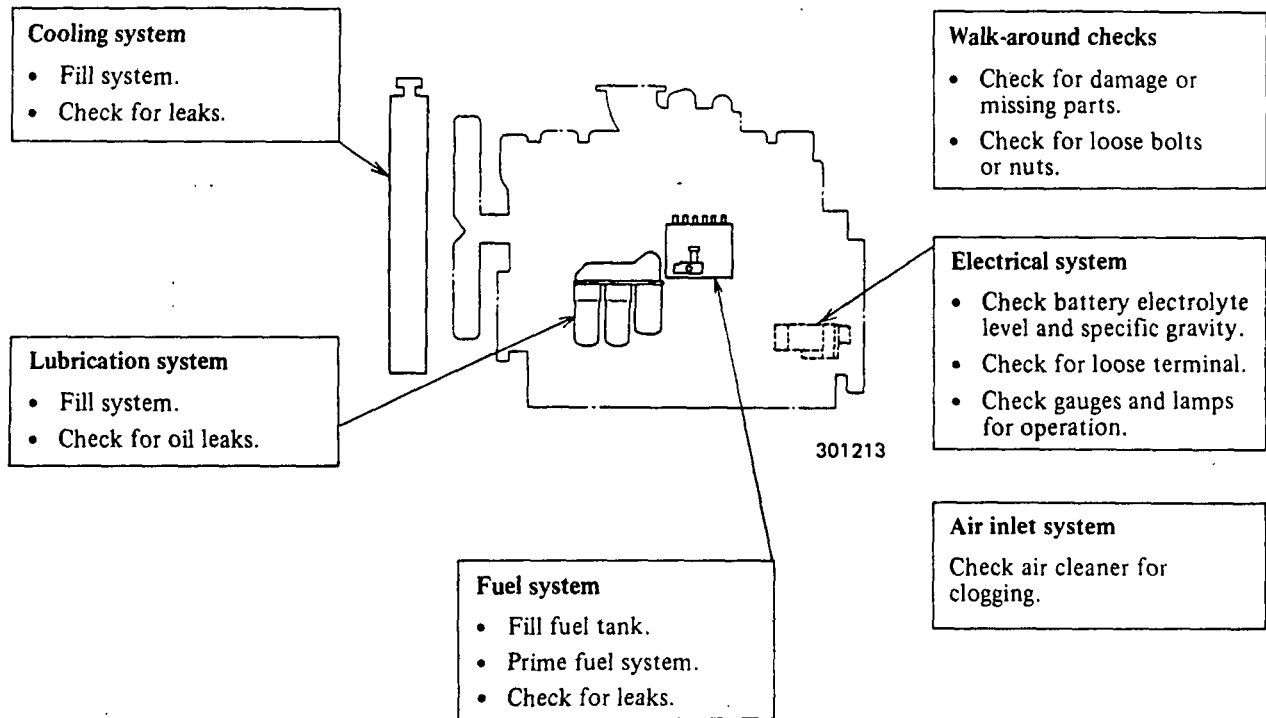 Cooling system
• Fill system.
• Check for leaks.
Lubrication system
• Fill system.
• Check for oil leaks.
Fuel system
• Fill fuel tank.
• Prime fuel system.
• Check for leaks.
Walk-around checks
• Check for damage or
missing parts.
• Check for loose bolts
or nuts.
Electrical system
• Check battery electrolyte
level and specific gravity.
• Check for loose terminal.
• Check gauges and lamps
for operation.
301213
Air inlet system
Check air cleaner for
clogging.